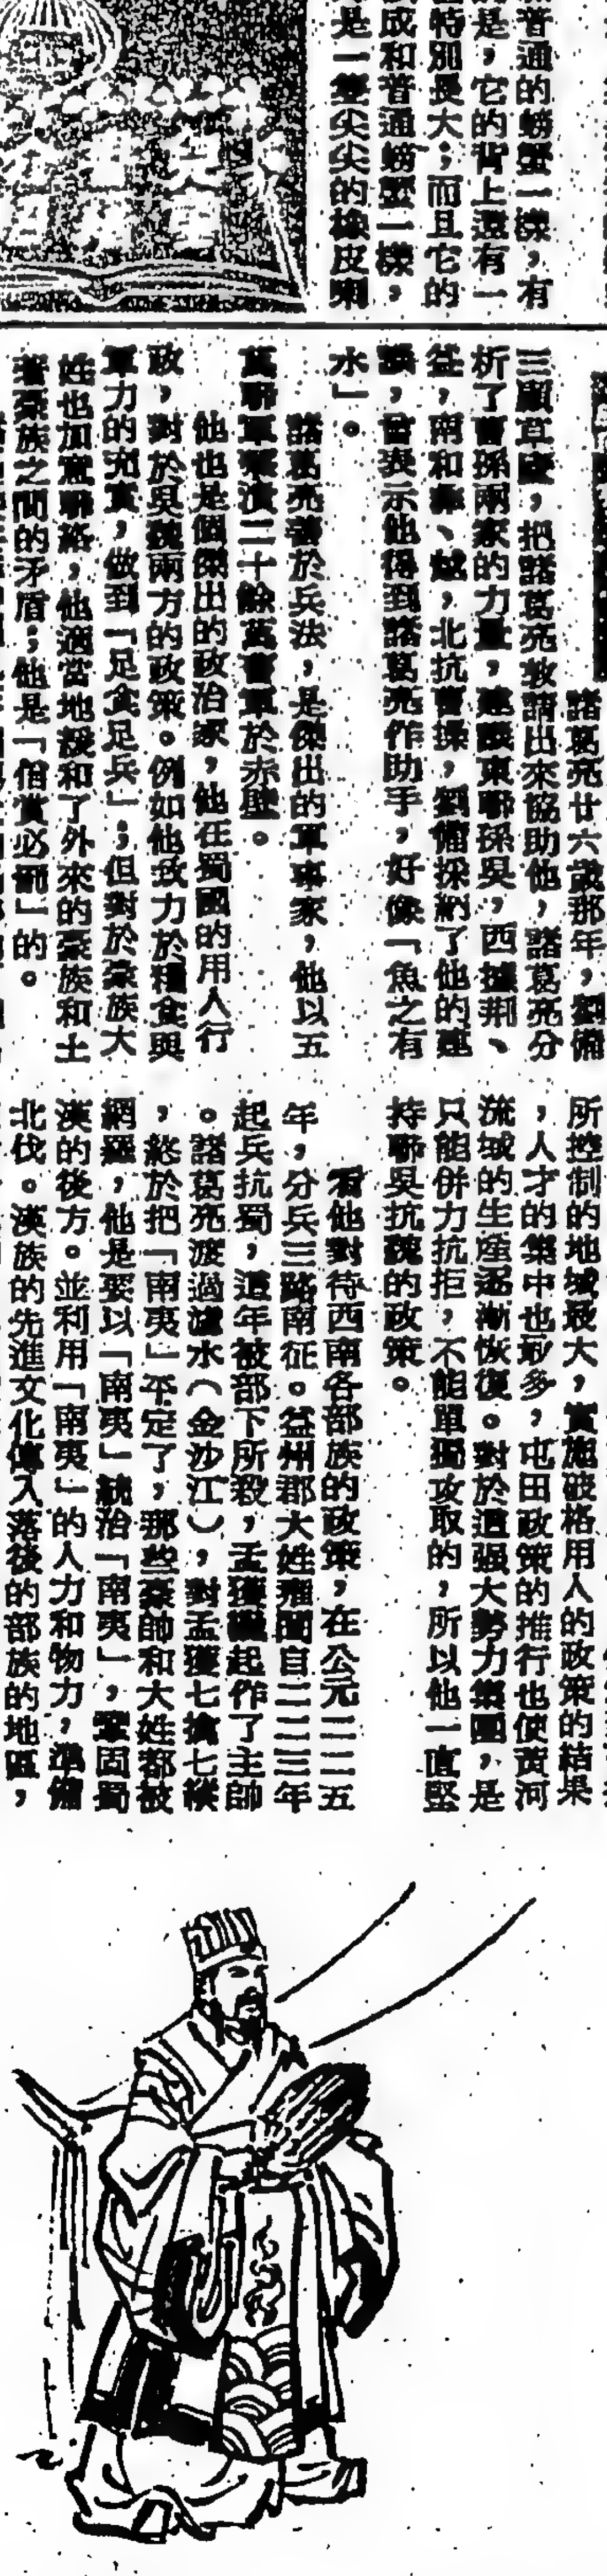 普通的螃蟹一樣，有
是，它的背上還有一
特別長大；而且它的
成和普通螃蟹一樣，
是一雙尖尖的橡皮喇
諸葛亮廿六歲那年，劉備
三顧草廬，把諸葛亮敦請出來協助他，諸葛亮分
析了曹孫兩家的力量，建議東聯孫吳，西據荆、
益，南和彝、越，北抗曹操，劉備採納了他的建
議，曾表示他得到諸葛亮作助手，好像「魚之有
水」。
諸葛亮善於兵法，是傑出的軍事家，他以五
萬聯軍擊潰二十餘萬曹軍於赤壁。
他也是個傑出的政治家，他在蜀國的用人行
政，對於吳魏兩方的政策。例如他致力於糧食與
軍力的充實，做到「足食足兵」；但對於豪族大
姓也加意聯絡，他適當地緩和了外來的豪族和土
著豪族之間的矛盾；他是「信賞必罰」的。
所控制的地域最大，實施破格用人的政策的結果
，人才的集中也較多，屯田政策的推行也使黄河
流域的生產逐漸恢復。對於這强大勢力集團，是
只能併力抗拒，不能單獨攻取的，所以他一直堅
持聯吳抗魏的政策。
看他對待西南各部族的政策，在公元二二五
年，分兵三路南征。益州郡大姓雍闓自二二三年
起兵抗蜀，這年被部下所殺，孟獲繼起作了主帥
。諸葛亮渡過瀘水（金沙江），對孟獲七擒七縱
，終於把「南夷」平定了，那些豪帥和大姓都被
網羅，他是要以「南夷」統治「南夷」，鞏固蜀
漢的後方。並利用「南夷」的人力和物力，準備
北伐。漢族的先進文化傳入落後的部族的地區，